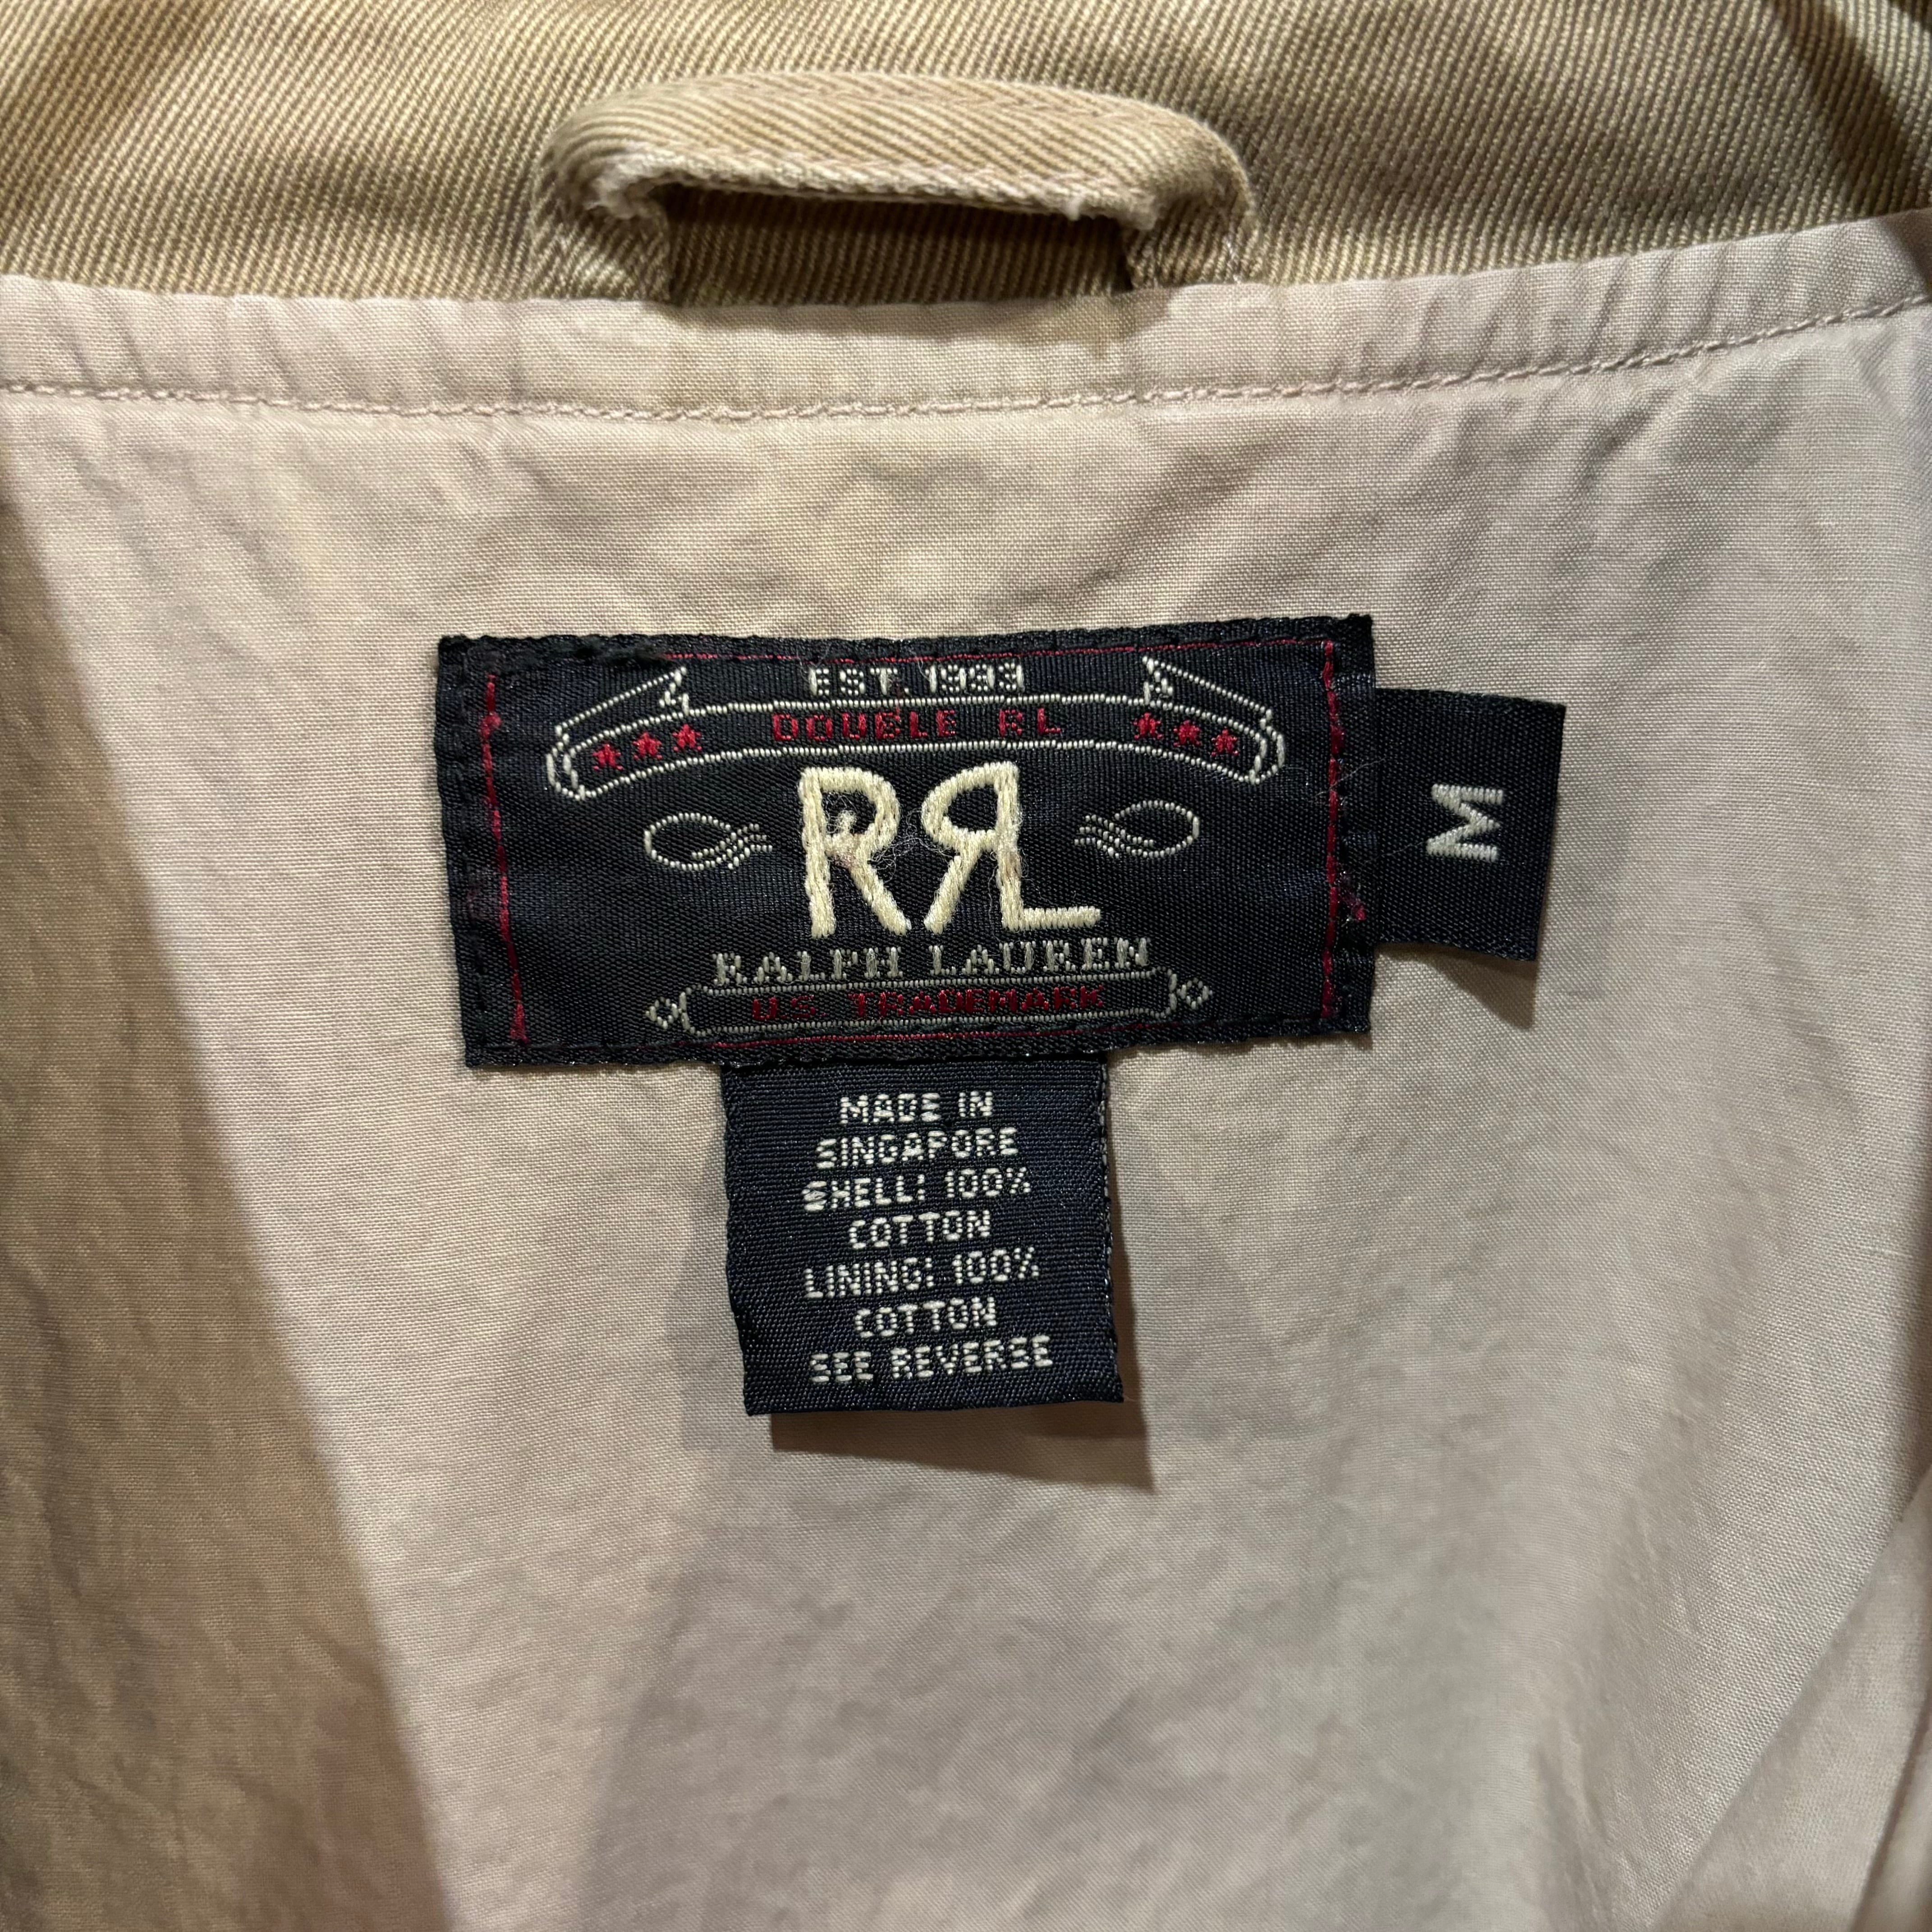 EST. 1993
★★★ DOUBLE RL ★★★
RRL
RALPH LAUREN
U.S. TRADEMARK
M
MADE IN
SINGAPORE
SHELL: 100%
COTTON
LINING: 100%
COTTON
SEE REVERSE